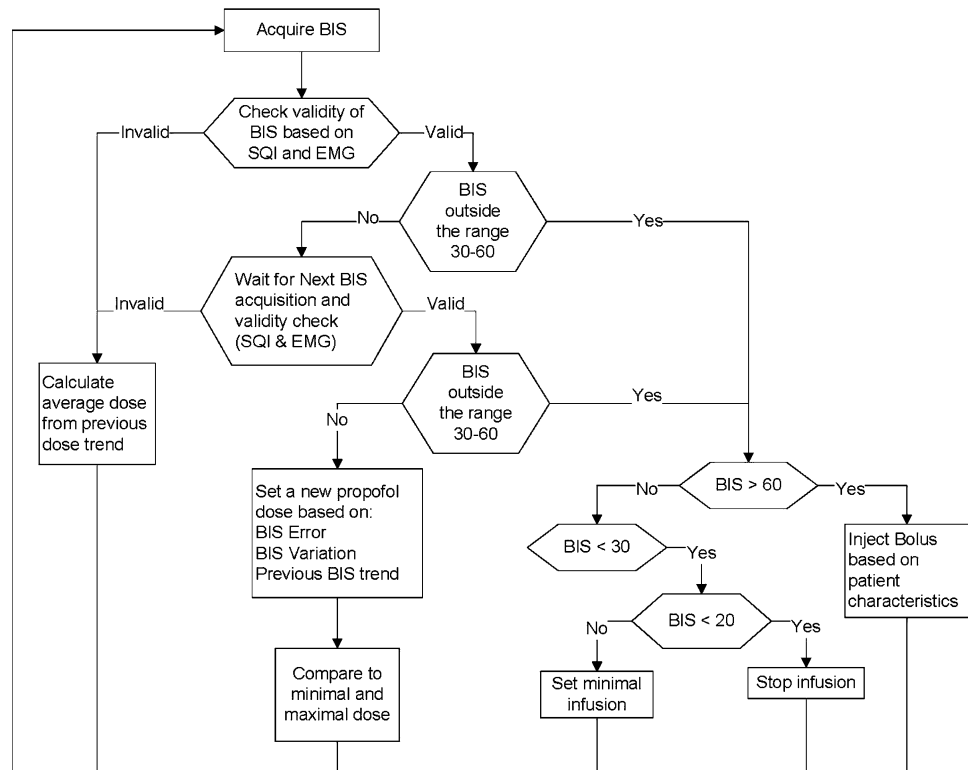 Acquire BIS
Check validity of
BIS based on
SQI and EMG
Invalid
Valid
BIS
outside
the range
30-60
No
Yes
Wait for Next BIS
acquisition and
validity check
(SQI & EMG)
Invalid
Valid
Calculate
average dose
from previous
dose trend
BIS
outside
the range
30-60
No
Yes
Set a new propofol
dose based on:
BIS Error
BIS Variation
Previous BIS trend
BIS > 60
No
Yes
BIS < 30
Yes
Inject Bolus
based on
patient
characteristics
BIS < 20
No
Yes
Compare to
minimal and
maximal dose
Set minimal
infusion
Stop infusion